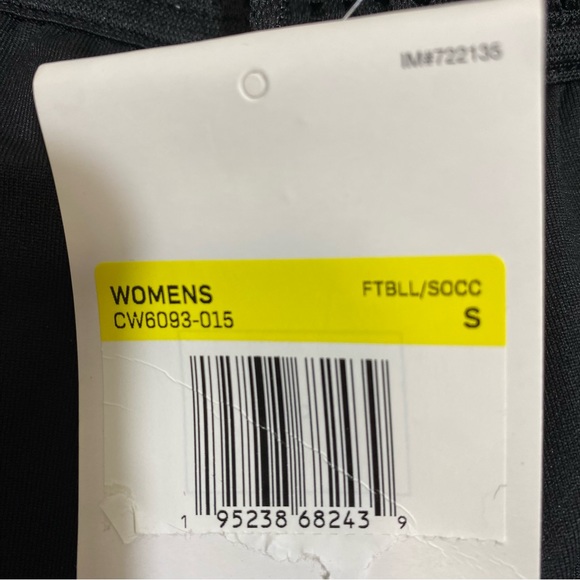 IM#722135
WOMENS FTBLL/SOCC
CW6093-015 S
1 95238 68243 9